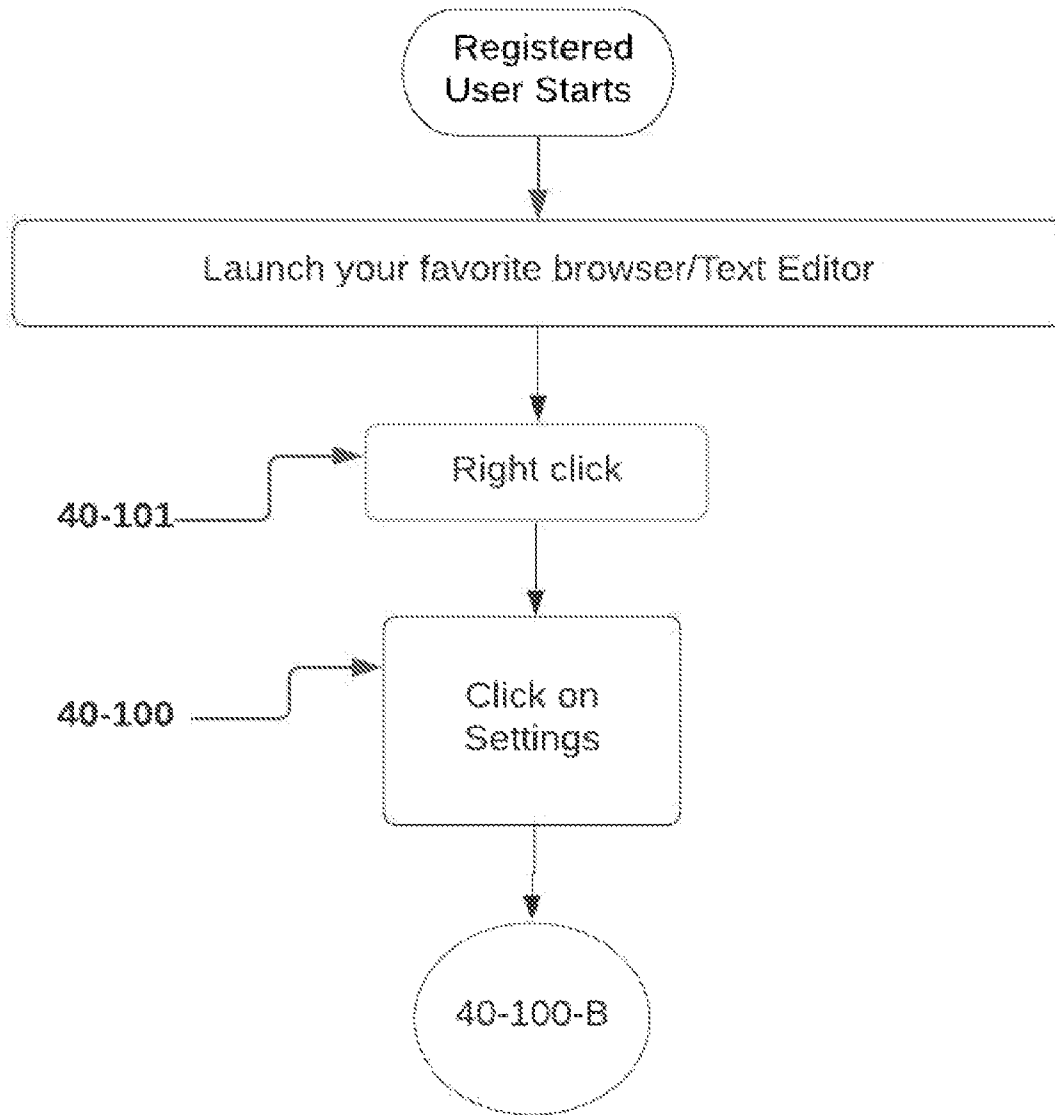 Registered
User Starts
Launch your favorite browser/Text Editor
Right click
40-101
Click on
Settings
40-100
40-100-B